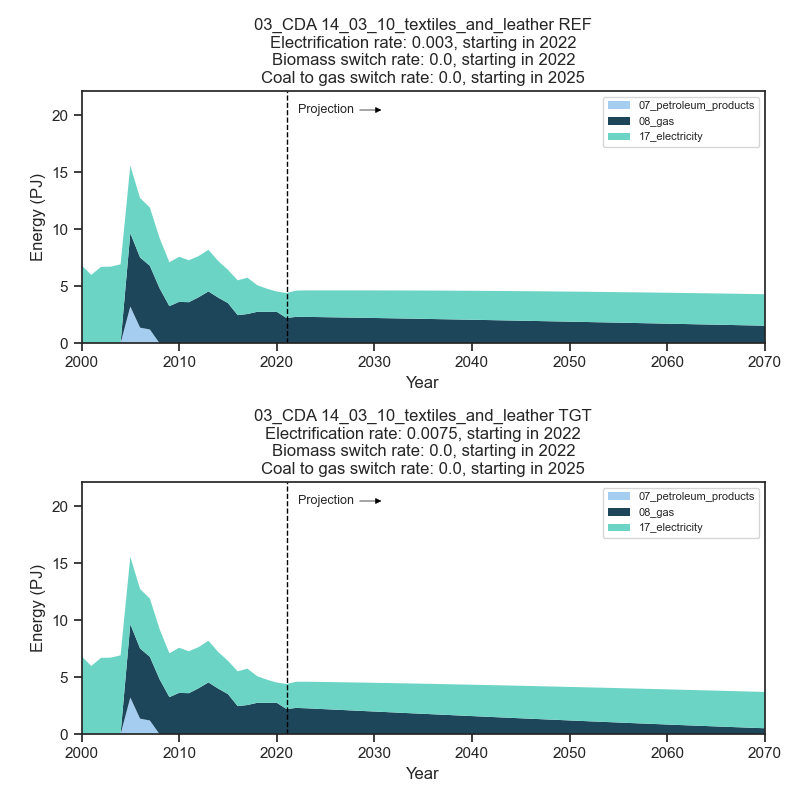 03_CDA 14_03_10_textiles_and_leather REF
Electrification rate: 0.003, starting in 2022
Biomass switch rate: 0.0, starting in 2022
Coal to gas switch rate: 0.0, starting in 2025
Projection
07_petroleum_products
08_gas
17_electricity
Energy (PJ)
20
15
10
5
0
2000 2010 2020 2030 2040 2050 2060 2070
Year
03_CDA 14_03_10_textiles_and_leather TGT
Electrification rate: 0.0075, starting in 2022
Biomass switch rate: 0.0, starting in 2022
Coal to gas switch rate: 0.0, starting in 2025
Projection
07_petroleum_products
08_gas
17_electricity
Energy (PJ)
20
15
10
5
0
2000 2010 2020 2030 2040 2050 2060 2070
Year